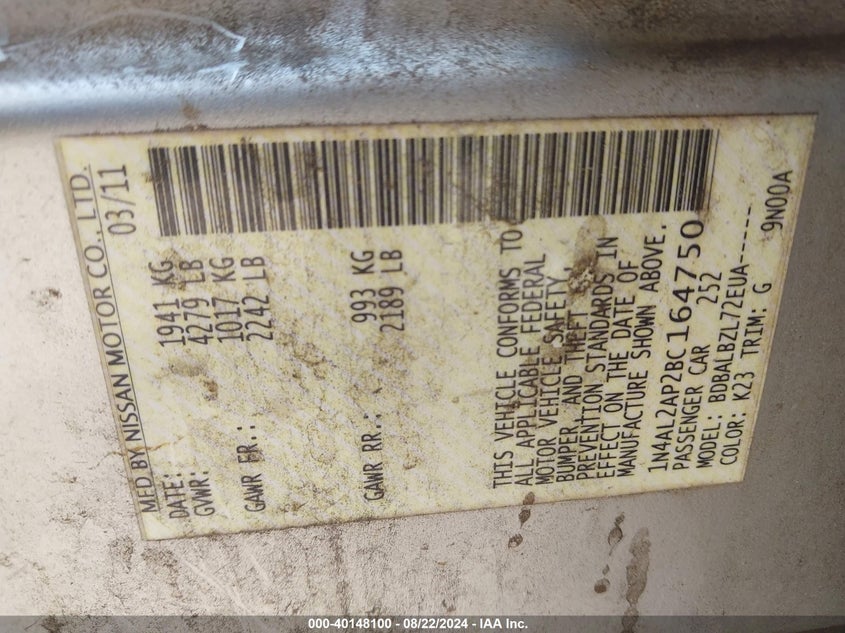 MFD BY NISSAN MOTOR CO., LTD.
DATE: 03/11
GVWR: 1941 KG
4279 LB
GAWR FR.: 1017 KG
2242 LB
GAWR RR.: 993 KG
2189 LB
THIS VEHICLE CONFORMS TO
ALL APPLICABLE FEDERAL
MOTOR VEHICLE SAFETY,
BUMPER, AND THEFT
PREVENTION STANDARDS IN
EFFECT ON THE DATE OF
MANUFACTURE SHOWN ABOVE.
1N4AL2AP2BC164750
PASSENGER CAR 252
MODEL: BDBALBZL72EUA-----
COLOR: K23 TRIM: G 9N00A
000-40148100 - 08/22/2024 - IAA Inc.